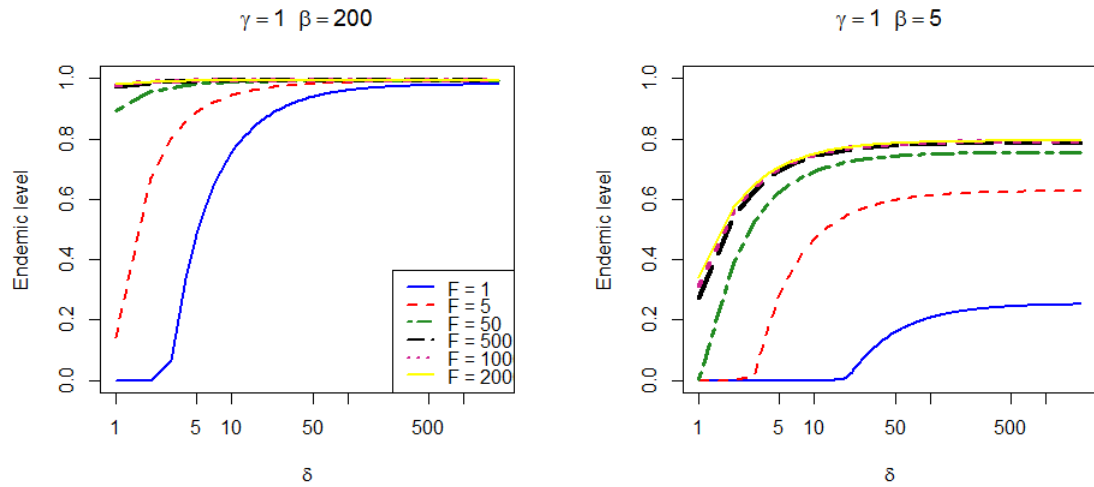 γ = 1 β = 200
Endemic level
1.0
0.8
0.6
0.4
0.2
0.0
1 5 10 50 500
δ
F = 1
F = 5
F = 50
F = 500
F = 100
F = 200
γ = 1 β = 5
Endemic level
1.0
0.8
0.6
0.4
0.2
0.0
1 5 10 50 500
δ